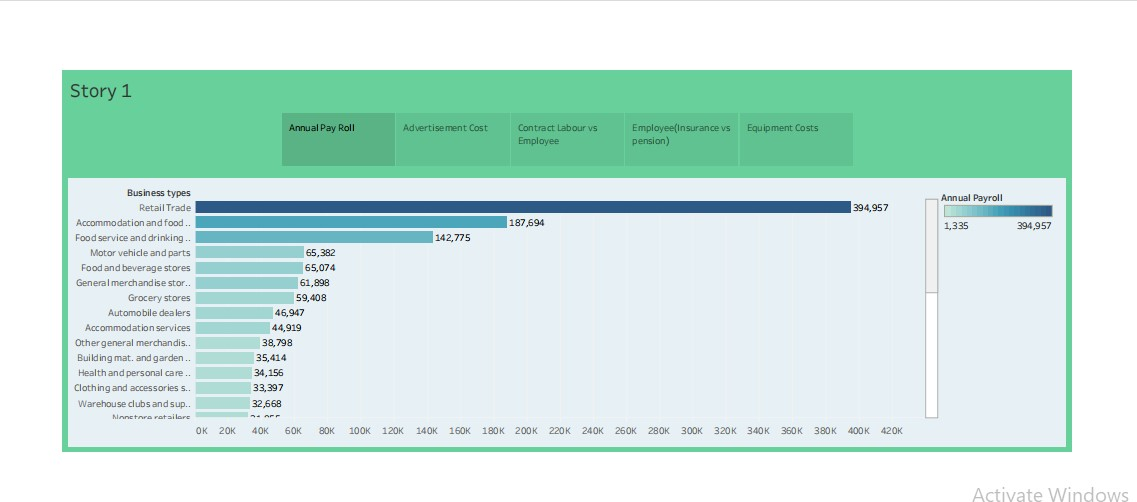 Story 1
Annual Pay Roll
Advertisement Cost
Contract Labour vs
Employee
Employee(Insurance vs
pension)
Equipment Costs
Business types
Retail Trade 394,957
Accommodation and food .. 187,694
Food service and drinking .. 142,775
Motor vehicle and parts 65,382
Food and beverage stores 65,074
General merchandise stor.. 61,898
Grocery stores 59,408
Automobile dealers 46,947
Accommodation services 44,919
Other general merchandis.. 38,798
Building mat. and garden .. 35,414
Health and personal care .. 34,156
Clothing and accessories s.. 33,397
Warehouse clubs and sup.. 32,668
Nonstore retailers
0K 20K 40K 60K 80K 100K 120K 140K 160K 180K 200K 220K 240K 260K 280K 300K 320K 340K 360K 380K 400K 420K
Annual Payroll
1,335 394,957
Activate Windows